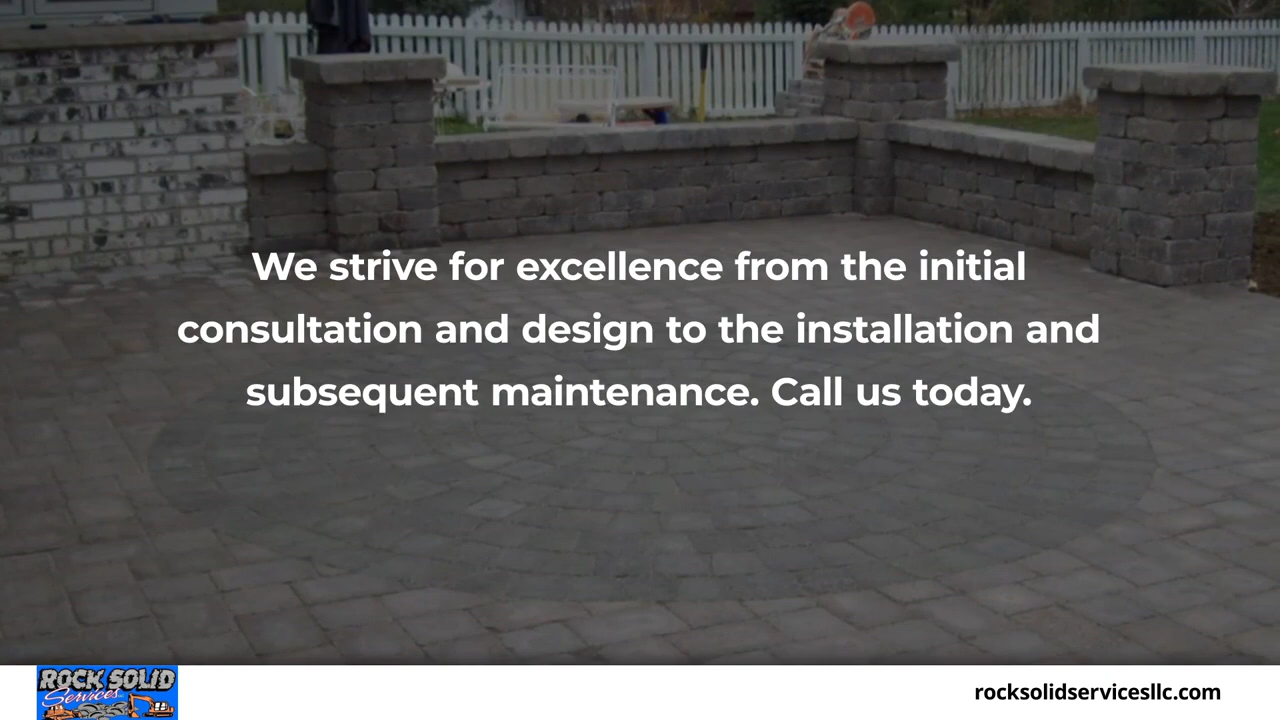 We strive for excellence from the initial
consultation and design to the installation and
subsequent maintenance. Call us today.
ROCK SOLID
Services
rocksolidservicesllc.com